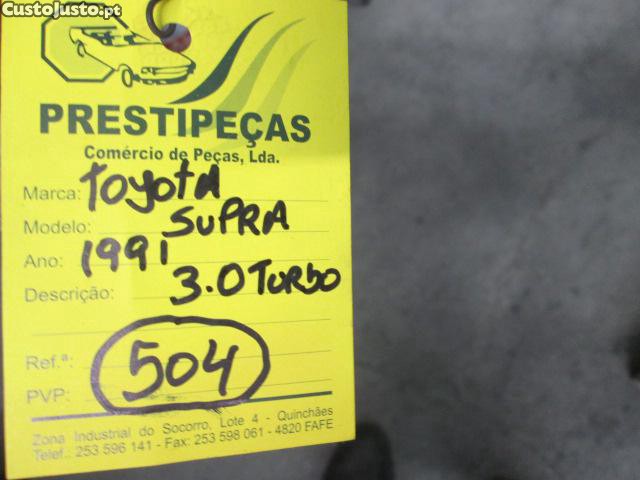 CustoJusto.pt
PRESTIPEÇAS
Comércio de Peças, Lda.
Marca: TOYOTA
Modelo: SUPRA
Ano: 1991
Descrição: 3.0 TURBO
Ref.ª:
504
PVP:
Zona Industrial do Socorro, Lote 4 - Quinchães
Telef.: 253 596 141 - Fax: 253 598 061 - 4820 FAFE